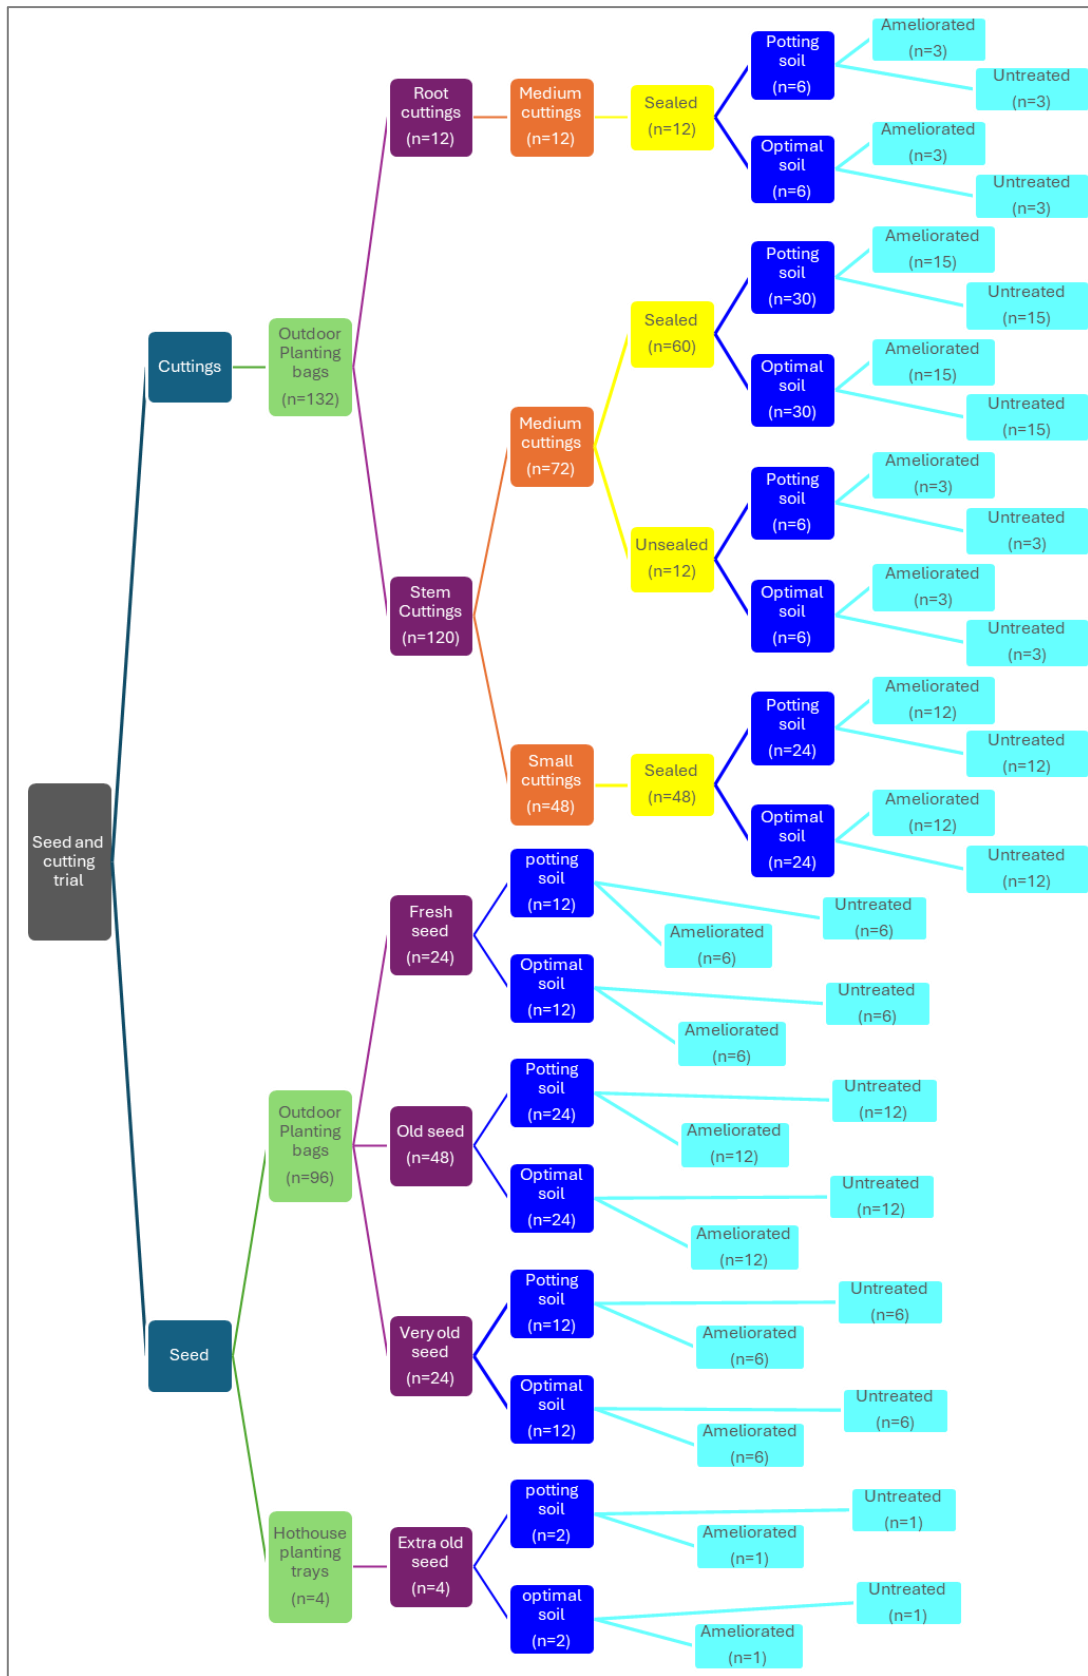 Seed and
cutting
trial
Cuttings
Outdoor
Planting
bags
(n=132)
Root
cuttings
(n=12)
Medium
cuttings
(n=12)
Sealed
(n=12)
Potting
soil
(n=6)
Ameliorated
(n=3)
Untreated
(n=3)
Optimal
soil
(n=6)
Ameliorated
(n=3)
Untreated
(n=3)
Stem
Cuttings
(n=120)
Medium
cuttings
(n=72)
Sealed
(n=60)
Potting
soil
(n=30)
Ameliorated
(n=15)
Untreated
(n=15)
Optimal
soil
(n=30)
Ameliorated
(n=15)
Untreated
(n=15)
Unsealed
(n=12)
Potting
soil
(n=6)
Ameliorated
(n=3)
Untreated
(n=3)
Optimal
soil
(n=6)
Ameliorated
(n=3)
Untreated
(n=3)
Small
cuttings
(n=48)
Sealed
(n=48)
Potting
soil
(n=24)
Ameliorated
(n=12)
Untreated
(n=12)
Optimal
soil
(n=24)
Ameliorated
(n=12)
Untreated
(n=12)
Seed
Outdoor
Planting
bags
(n=96)
Fresh
seed
(n=24)
potting
soil
(n=12)
Untreated
(n=6)
Ameliorated
(n=6)
Optimal
soil
(n=12)
Untreated
(n=6)
Ameliorated
(n=6)
Old seed
(n=48)
Potting
soil
(n=24)
Untreated
(n=12)
Ameliorated
(n=12)
Optimal
soil
(n=24)
Untreated
(n=12)
Ameliorated
(n=12)
Very old
seed
(n=24)
Potting
soil
(n=12)
Untreated
(n=6)
Ameliorated
(n=6)
Optimal
soil
(n=12)
Untreated
(n=6)
Ameliorated
(n=6)
Hothouse
planting
trays
(n=4)
Extra old
seed
(n=4)
potting
soil
(n=2)
Untreated
(n=1)
Ameliorated
(n=1)
optimal
soil
(n=2)
Untreated
(n=1)
Ameliorated
(n=1)